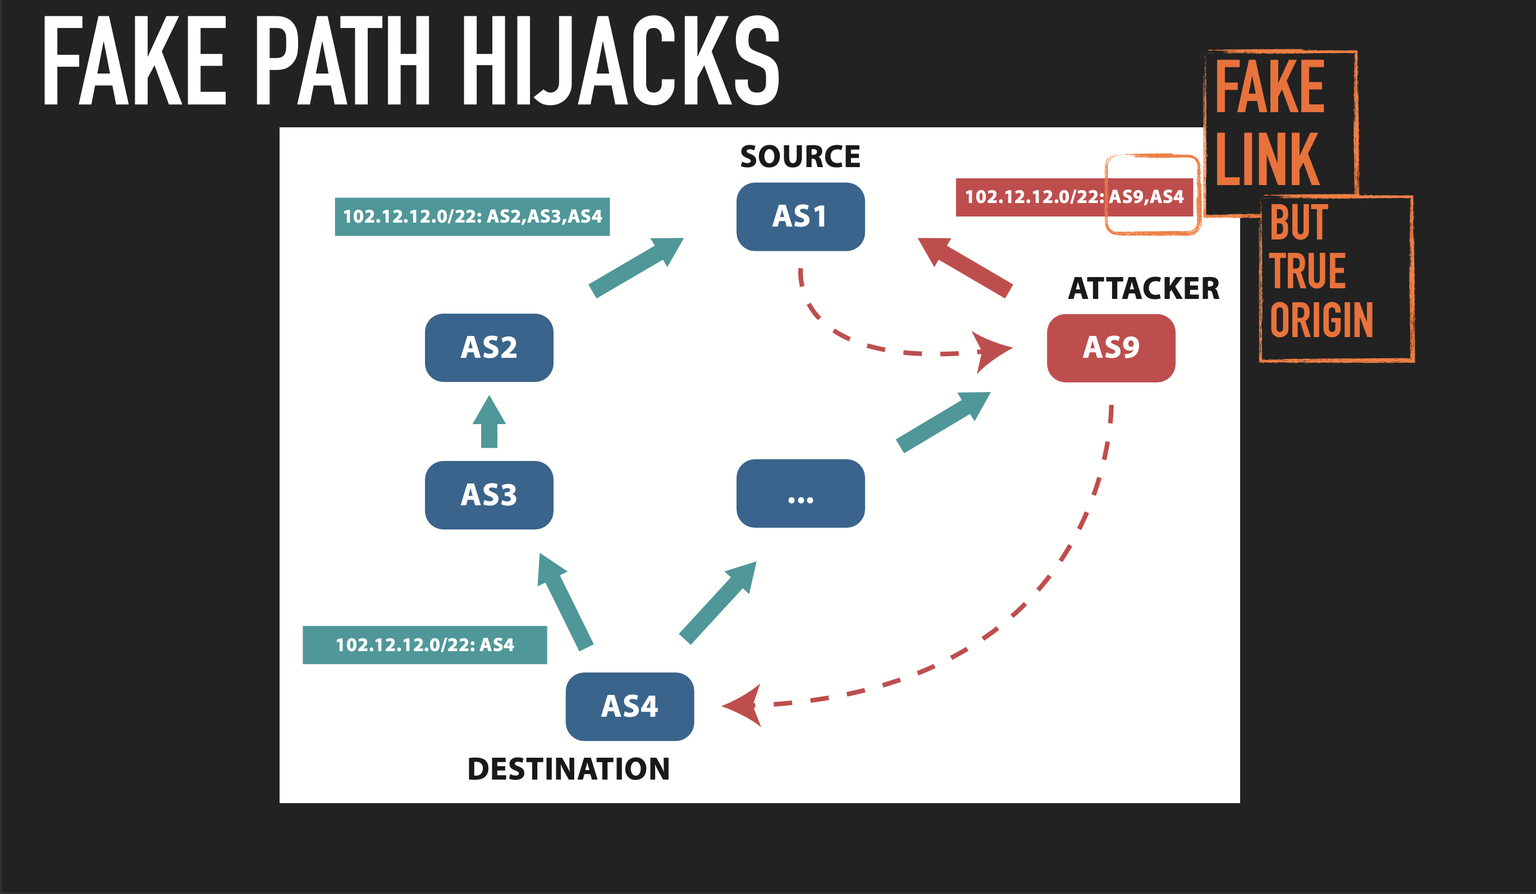 FAKE PATH HIJACKS
FAKE
LINK
BUT
TRUE
ORIGIN
SOURCE
102.12.12.0/22: AS2,AS3,AS4
AS1
102.12.12.0/22: AS9,AS4
ATTACKER
AS2
AS9
AS3
...
102.12.12.0/22: AS4
AS4
DESTINATION